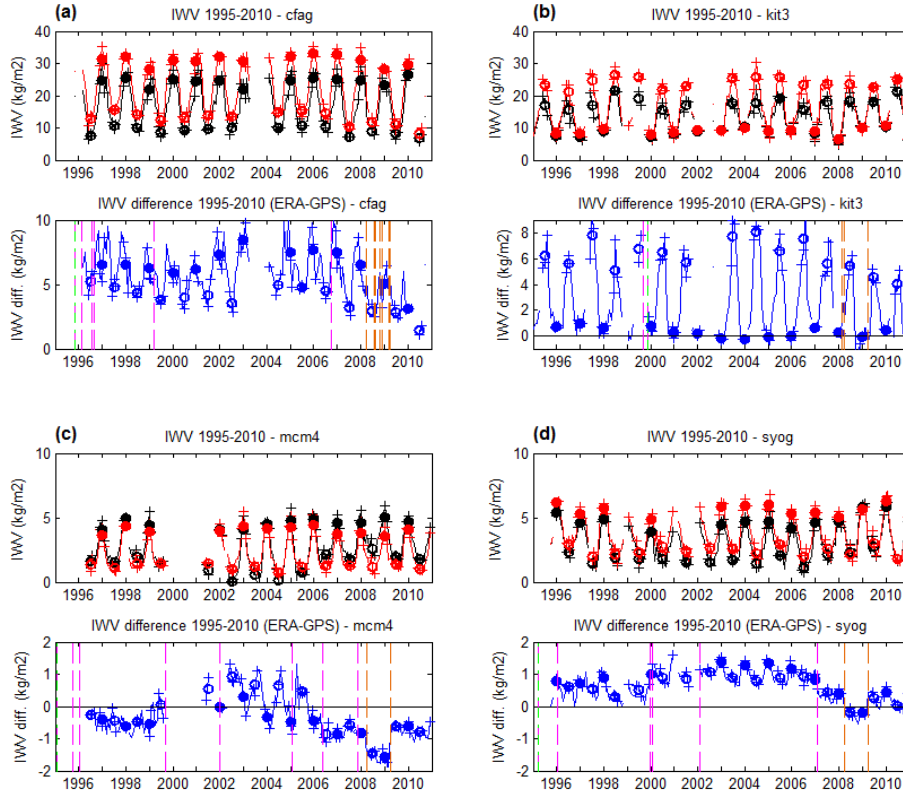 (a) IWV 1995-2010 - cfag
IWV (kg/m2)
40
30
20
10
0
1996 1998 2000 2002 2004 2006 2008 2010
IWV difference 1995-2010 (ERA-GPS) - cfag
IWV diff. (kg/m2)
10
5
0
1996 1998 2000 2002 2004 2006 2008 2010
(b) IWV 1995-2010 - kit3
IWV (kg/m2)
40
30
20
10
0
1996 1998 2000 2002 2004 2006 2008 2010
IWV difference 1995-2010 (ERA-GPS) - kit3
IWV diff. (kg/m2)
8
6
4
2
0
1996 1998 2000 2002 2004 2006 2008 2010
(c) IWV 1995-2010 - mcm4
IWV (kg/m2)
10
5
0
1996 1998 2000 2002 2004 2006 2008 2010
IWV difference 1995-2010 (ERA-GPS) - mcm4
IWV diff. (kg/m2)
2
1
0
-1
-2
1996 1998 2000 2002 2004 2006 2008 2010
(d) IWV 1995-2010 - syog
IWV (kg/m2)
10
5
0
1996 1998 2000 2002 2004 2006 2008 2010
IWV difference 1995-2010 (ERA-GPS) - syog
IWV diff. (kg/m2)
2
1
0
-1
-2
1996 1998 2000 2002 2004 2006 2008 2010